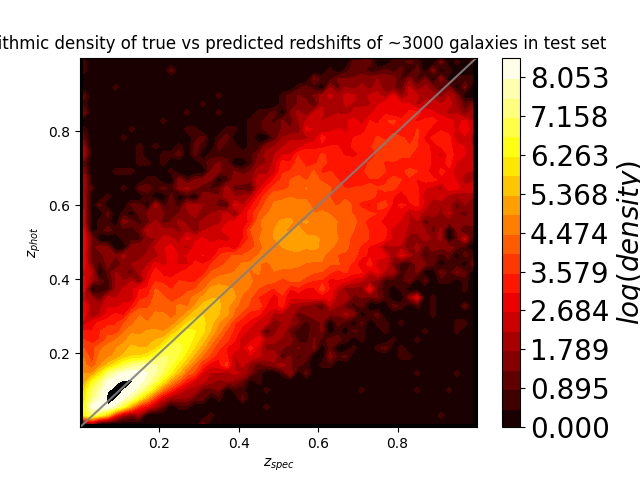 ithmic density of true vs predicted redshifts of ~3000 galaxies in test set
z_phot
0.8
0.6
0.4
0.2
0.2 0.4 0.6 0.8
z_spec
8.053
7.158
6.263
5.368
4.474
3.579
2.684
1.789
0.895
0.000
log(density)